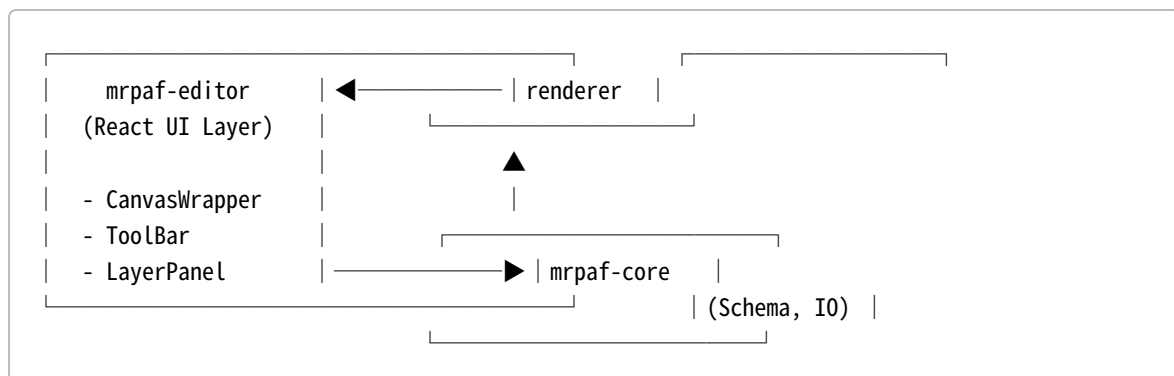 mrpaf-editor renderer
(React UI Layer)
- CanvasWrapper
- ToolBar
- LayerPanel mrpaf-core
(Schema, IO)